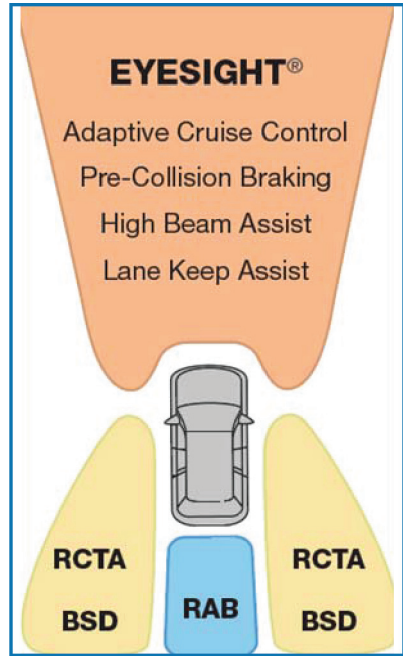 EYESIGHT®
Adaptive Cruise Control
Pre-Collision Braking
High Beam Assist
Lane Keep Assist
RCTA
BSD
RAB
RCTA
BSD